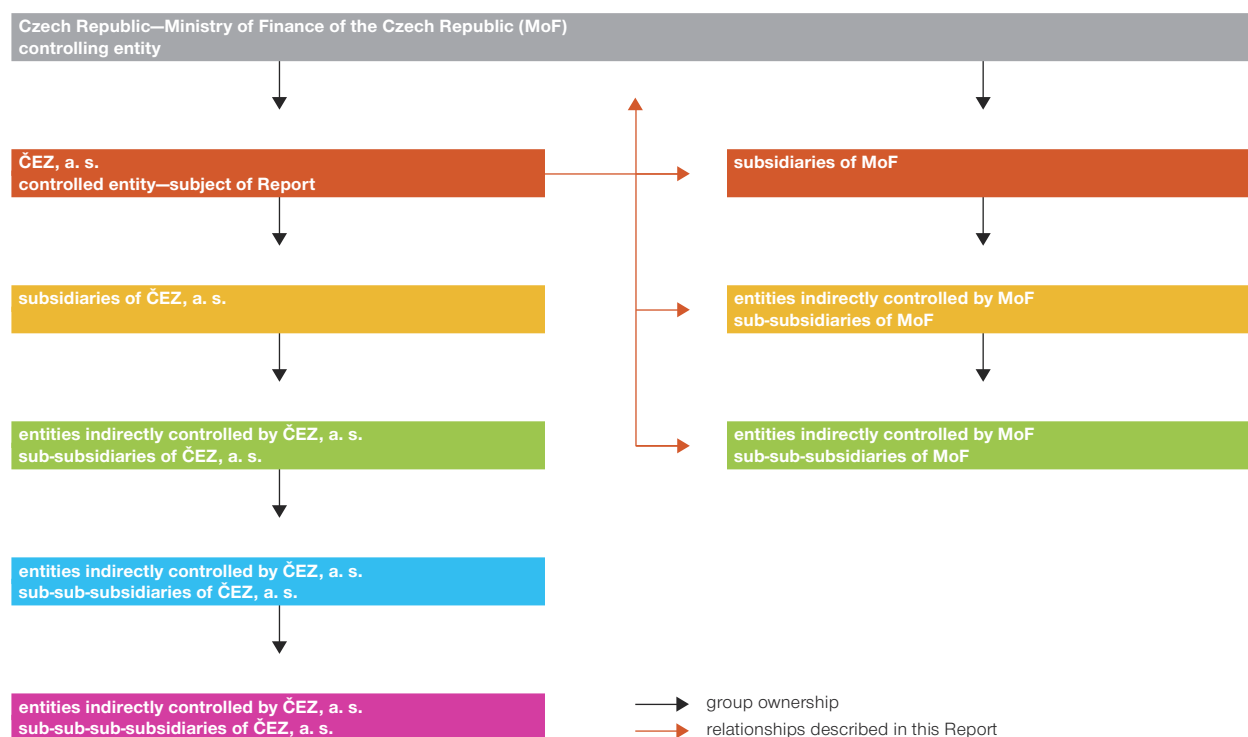 Czech Republic—Ministry of Finance of the Czech Republic (MoF)
controlling entity
ČEZ, a. s.
controlled entity—subject of Report
subsidiaries of MoF
subsidiaries of ČEZ, a. s.
entities indirectly controlled by MoF
sub-subsidiaries of MoF
entities indirectly controlled by ČEZ, a. s.
sub-subsidiaries of ČEZ, a. s.
entities indirectly controlled by MoF
sub-sub-subsidiaries of MoF
entities indirectly controlled by ČEZ, a. s.
sub-sub-subsidiaries of ČEZ, a. s.
entities indirectly controlled by ČEZ, a. s.
sub-sub-sub-subsidiaries of ČEZ, a. s.
group ownership
relationships described in this Report